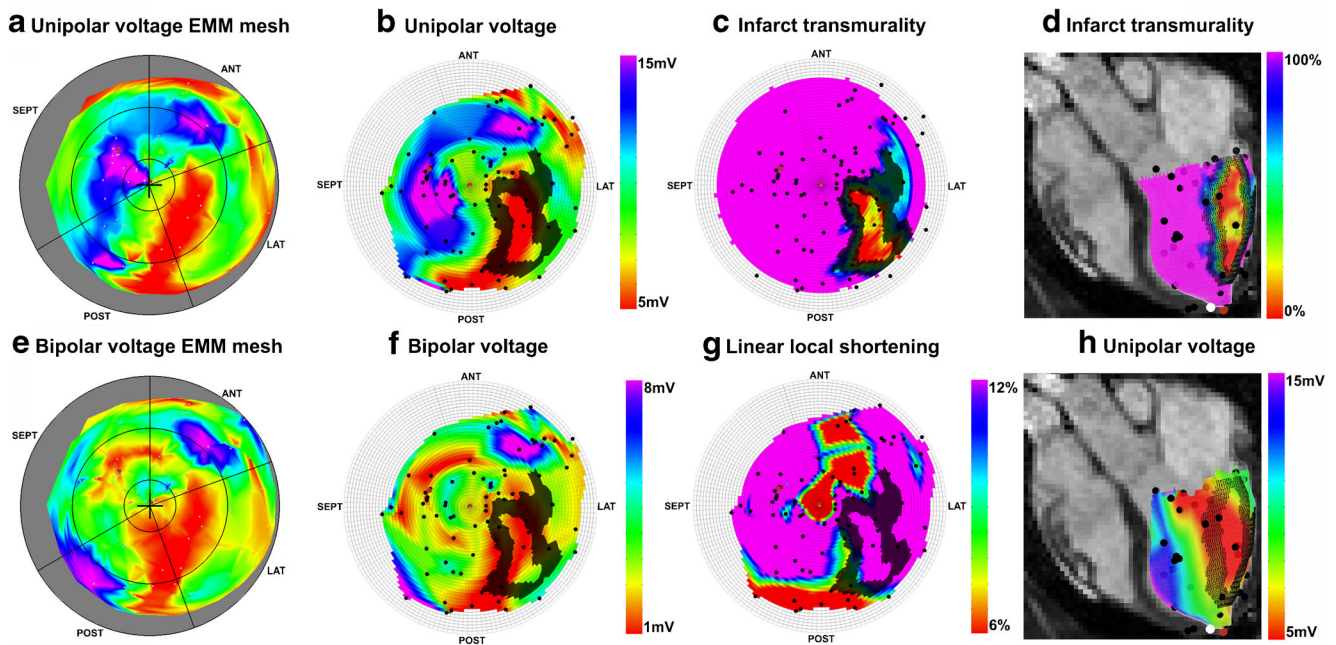 a Unipolar voltage EMM mesh
ANT
SEPT
LAT
POST
b Unipolar voltage
ANT
15mV
SEPT
LAT
5mV
POST
c Infarct transmurality
ANT
SEPT
LAT
POST
d Infarct transmurality
100%
0%
e Bipolar voltage EMM mesh
ANT
SEPT
LAT
POST
f Bipolar voltage
ANT
8mV
SEPT
LAT
1mV
POST
g Linear local shortening
ANT
12%
SEPT
LAT
6%
POST
h Unipolar voltage
15mV
5mV